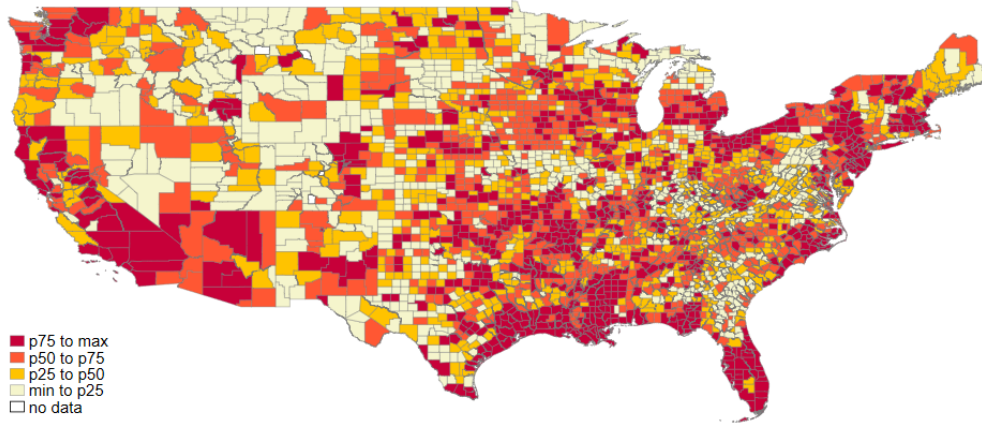 p75 to max
p50 to p75
p25 to p50
min to p25
no data